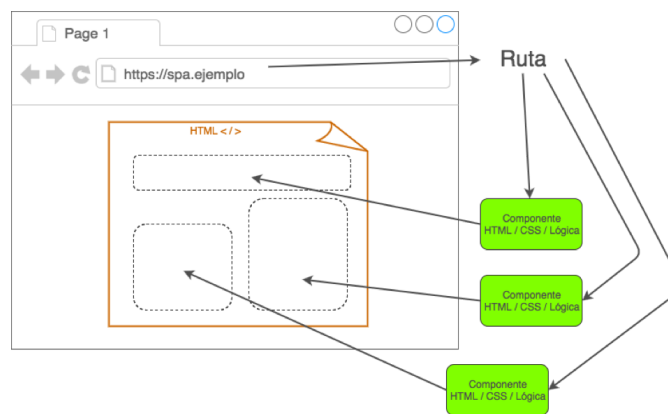 Page 1
https://spa.ejemplo
Ruta
HTML < / >
Componente
HTML / CSS / Lógica
Componente
HTML / CSS / Lógica
Componente
HTML / CSS / Lógica